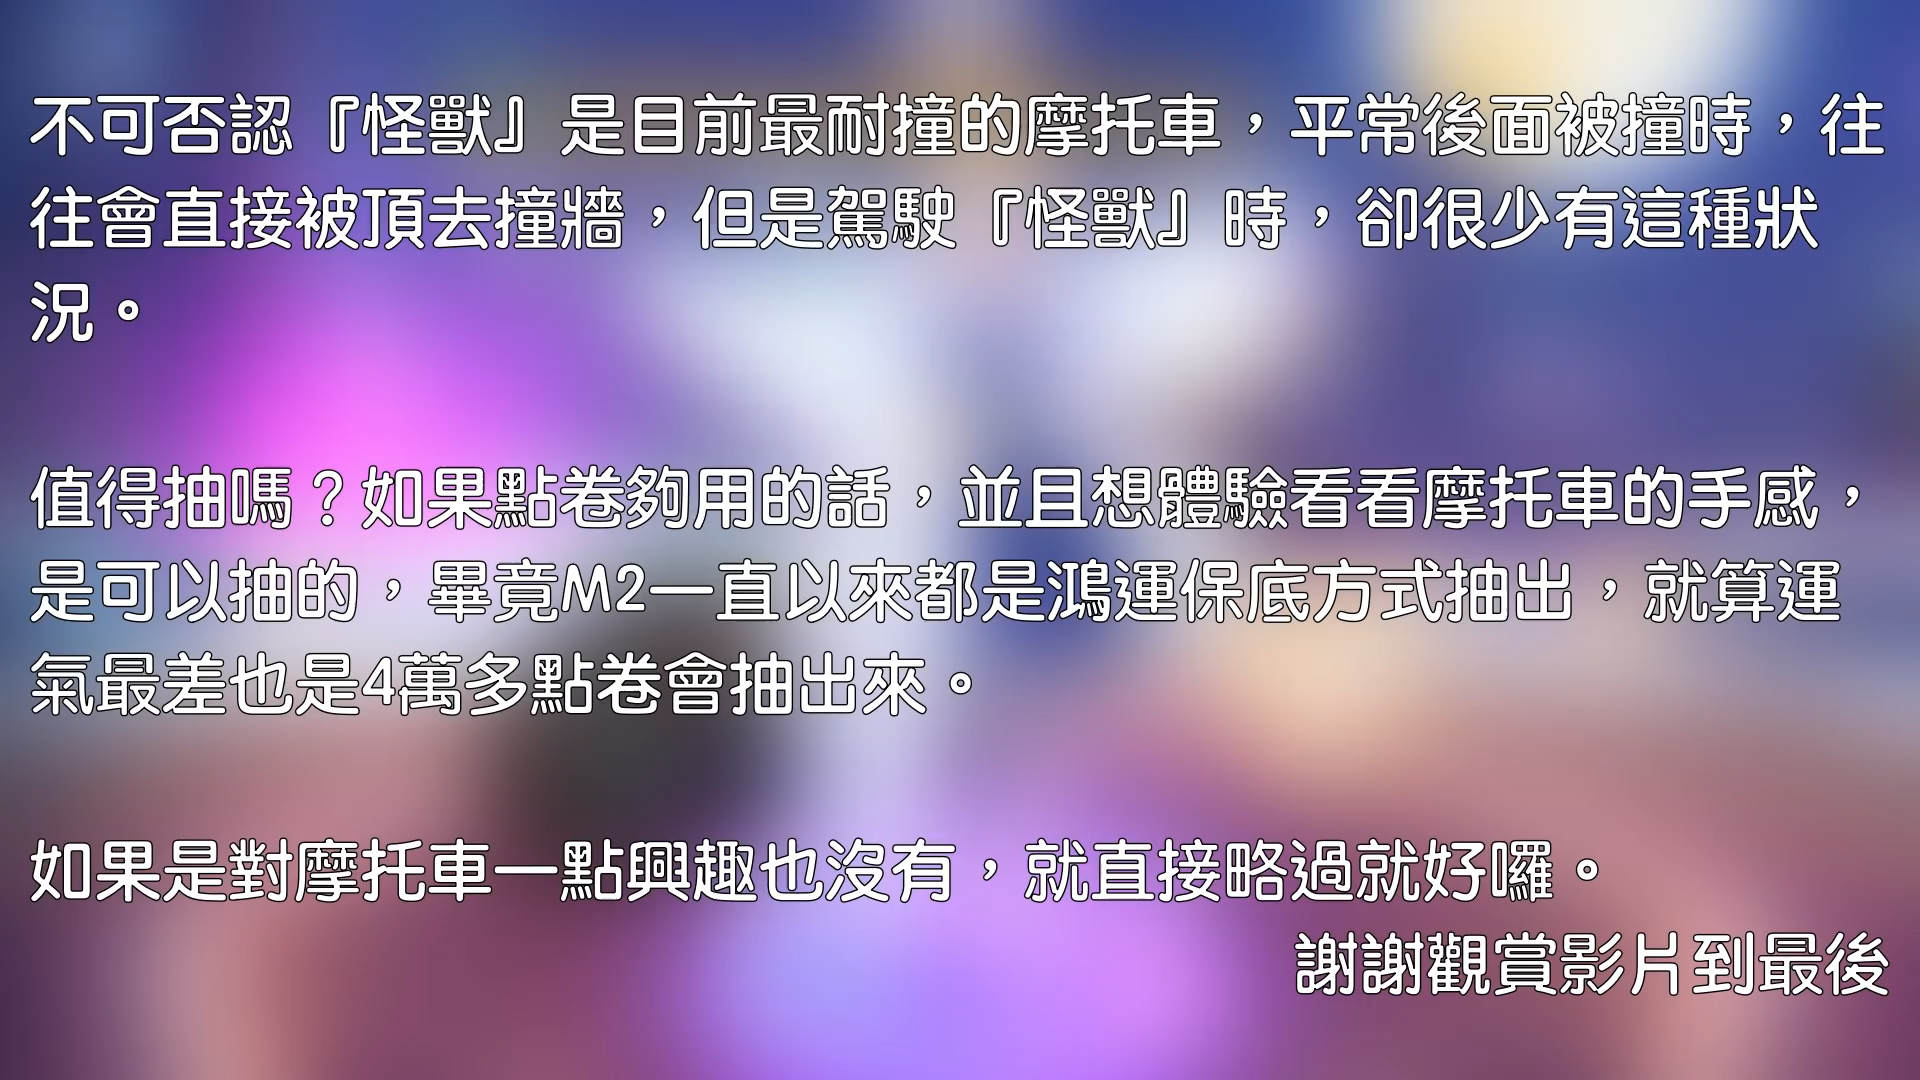 不可否認『怪獸』是目前最耐撞的摩托車，平常後面被撞時，往
往會直接被頂去撞牆，但是駕駛『怪獸』時，卻很少有這種狀
況。
值得抽嗎？如果點卷夠用的話，並且想體驗看看摩托車的手感，
是可以抽的，畢竟M2一直以來都是鴻運保底方式抽出，就算運
氣最差也是4萬多點卷會抽出來。
如果是對摩托車一點興趣也沒有，就直接略過就好囉。
謝謝觀賞影片到最後